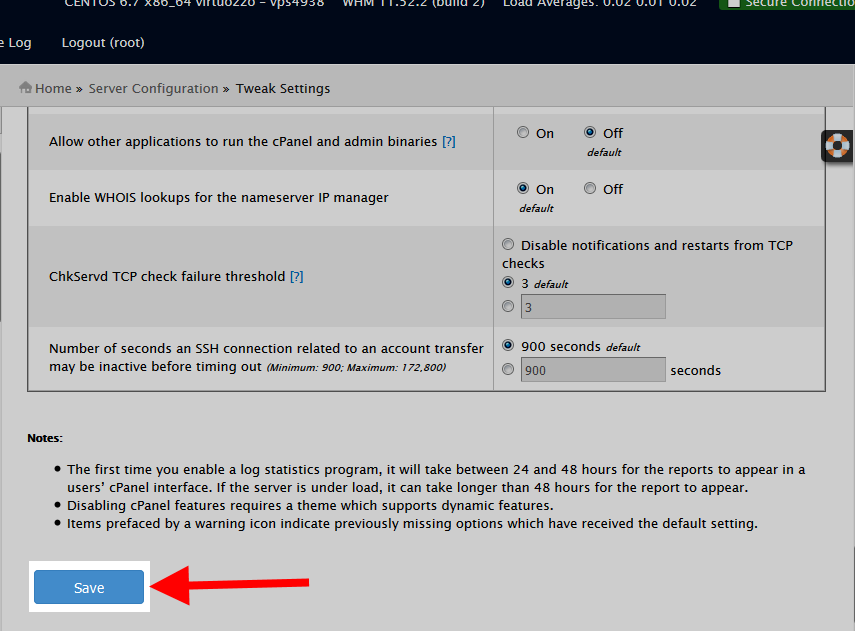 CENTOS 6.7 x86_64 virtuozzo – vps4938 WHM 11.52.2 (build 2) Load Averages: 0.02 0.01 0.02 Secure Connectio
e Log Logout (root)
Home » Server Configuration » Tweak Settings
Allow other applications to run the cPanel and admin binaries [?] On Off
default
Enable WHOIS lookups for the nameserver IP manager On Off
default
Disable notifications and restarts from TCP
checks
ChkServd TCP check failure threshold [?]
3 default
3
Number of seconds an SSH connection related to an account transfer 900 seconds default
may be inactive before timing out (Minimum: 900; Maximum: 172,800) 900 seconds
Notes:
• The first time you enable a log statistics program, it will take between 24 and 48 hours for the reports to appear in a
users’ cPanel interface. If the server is under load, it can take longer than 48 hours for the report to appear.
• Disabling cPanel features requires a theme which supports dynamic features.
• Items prefaced by a warning icon indicate previously missing options which have received the default setting.
Save